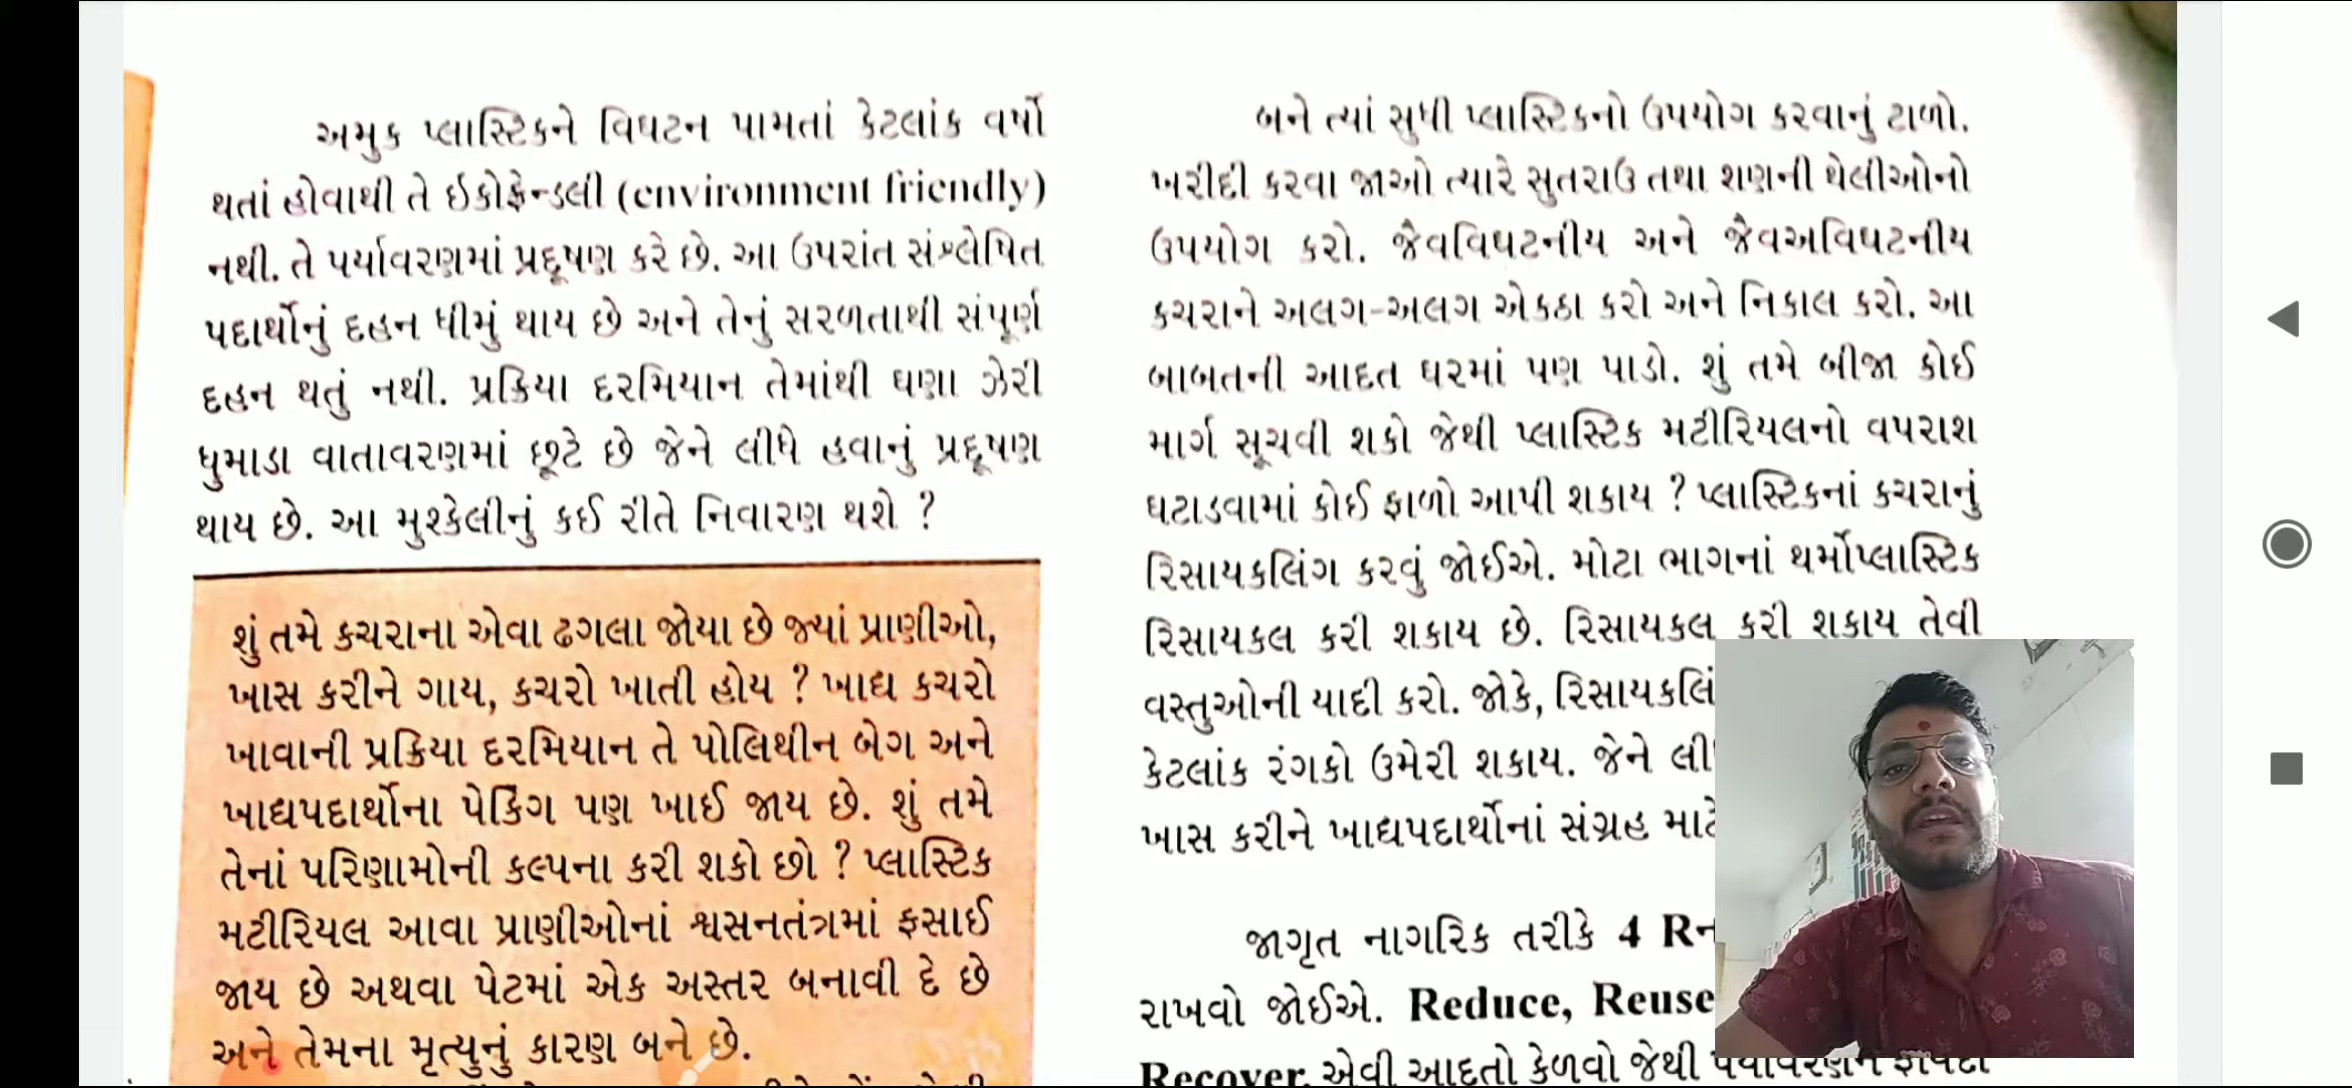 અમુક પ્લાસ્ટિકને વિઘટન પામતાં કેટલાંક વર્ષો
થતાં હોવાથી તે ઇકોફ્રેન્ડલી (environment friendly)
નથી. તે પર્યાવરણમાં પ્રદૂષણ કરે છે. આ ઉપરાંત સંશ્લેષિત
પદાર્થોનું દહન ધીમું થાય છે અને તેનું સરળતાથી સંપૂર્ણ
દહન થતું નથી. પ્રક્રિયા દરમિયાન તેમાંથી ઘણા ઝેરી
ધુમાડા વાતાવરણમાં છૂટે છે જેને લીધે હવાનું પ્રદૂષણ
થાય છે. આ મુશ્કેલીનું કઈ રીતે નિવારણ થશે ?
શું તમે કચરાના એવા ઢગલા જોયા છે જ્યાં પ્રાણીઓ,
ખાસ કરીને ગાય, કચરો ખાતી હોય ? ખાદ્ય કચરો
ખાવાની પ્રક્રિયા દરમિયાન તે પોલિથીન બેગ અને
ખાદ્યપદાર્થોના પેકિંગ પણ ખાઈ જાય છે. શું તમે
તેનાં પરિણામોની કલ્પના કરી શકો છો ? પ્લાસ્ટિક
મટીરિયલ આવા પ્રાણીઓનાં શ્વસનતંત્રમાં ફસાઈ
જાય છે અથવા પેટમાં એક અસ્તર બનાવી દે છે
અને તેમના મૃત્યુનું કારણ બને છે.
બને ત્યાં સુધી પ્લાસ્ટિકનો ઉપયોગ કરવાનું ટાળો.
ખરીદી કરવા જાઓ ત્યારે સુતરાઉ તથા શણની થેલીઓનો
ઉપયોગ કરો. જૈવવિઘટનીય અને જૈવઅવિઘટનીય
કચરાને અલગ-અલગ એકઠા કરો અને નિકાલ કરો. આ
બાબતની આદત ઘરમાં પણ પાડો. શું તમે બીજા કોઈ
માર્ગ સૂચવી શકો જેથી પ્લાસ્ટિક મટીરિયલનો વપરાશ
ઘટાડવામાં કોઈ ફાળો આપી શકાય ? પ્લાસ્ટિકનાં કચરાનું
રિસાયકલિંગ કરવું જોઈએ. મોટા ભાગનાં થર્મોપ્લાસ્ટિક
રિસાયકલ કરી શકાય છે. રિસાયકલ કરી શકાય તેવી
વસ્તુઓની યાદી કરો. જોકે, રિસાયકલિં
કેટલાંક રંગકો ઉમેરી શકાય. જેને લી
ખાસ કરીને ખાદ્યપદાર્થોનાં સંગ્રહ માટે
જાગૃત નાગરિક તરીકે 4 R
રાખવો જોઈએ. Reduce, Reuse
Recover એવી આદતો કેળવો જેથી